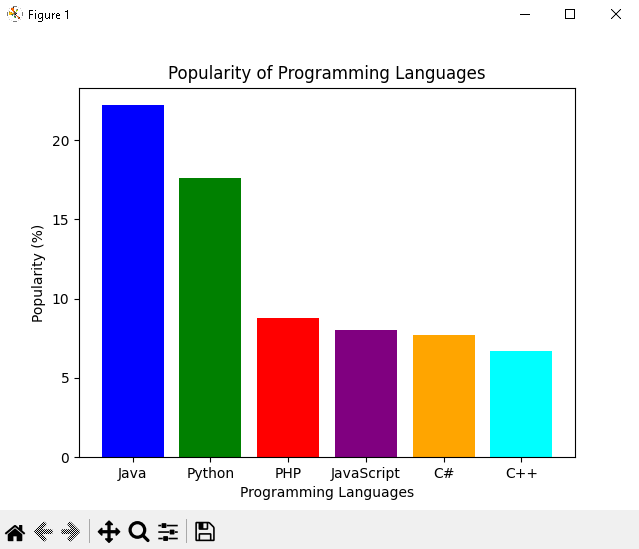 Figure 1
Popularity of Programming Languages
Popularity (%)
20
15
10
5
0
Java Python PHP JavaScript C# C++
Programming Languages